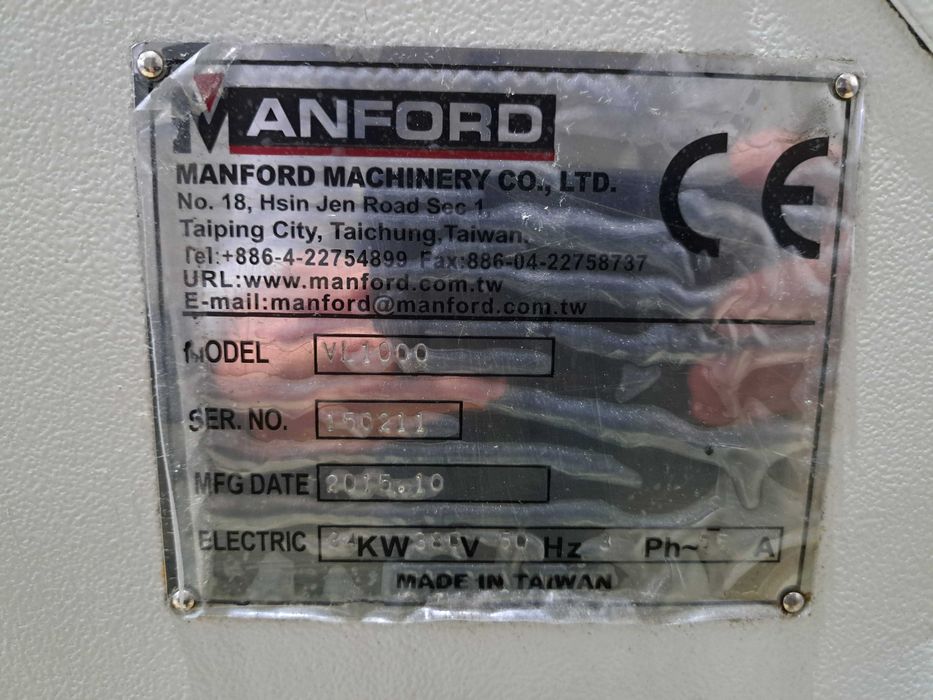 MANFORD
MANFORD MACHINERY CO., LTD.
No. 18, Hsin Jen Road Sec 1
Taiping City, Taichung,Taiwan.
Tel:+886-4-22754899 Fax:886-04-22758737
URL:www.manford.com.tw
E-mail:manford@manford.com.tw
CE
MODEL VL1000
SER. NO. 150211
MFG DATE 2015.10
ELECTRIC KW V 50 Hz 3 Ph~ A
MADE IN TAIWAN